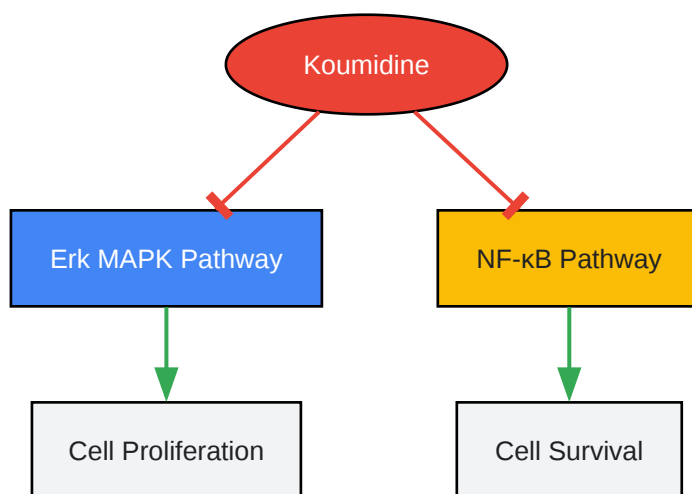 Koumidine
Erk MAPK Pathway
NF-κB Pathway
Cell Proliferation
Cell Survival